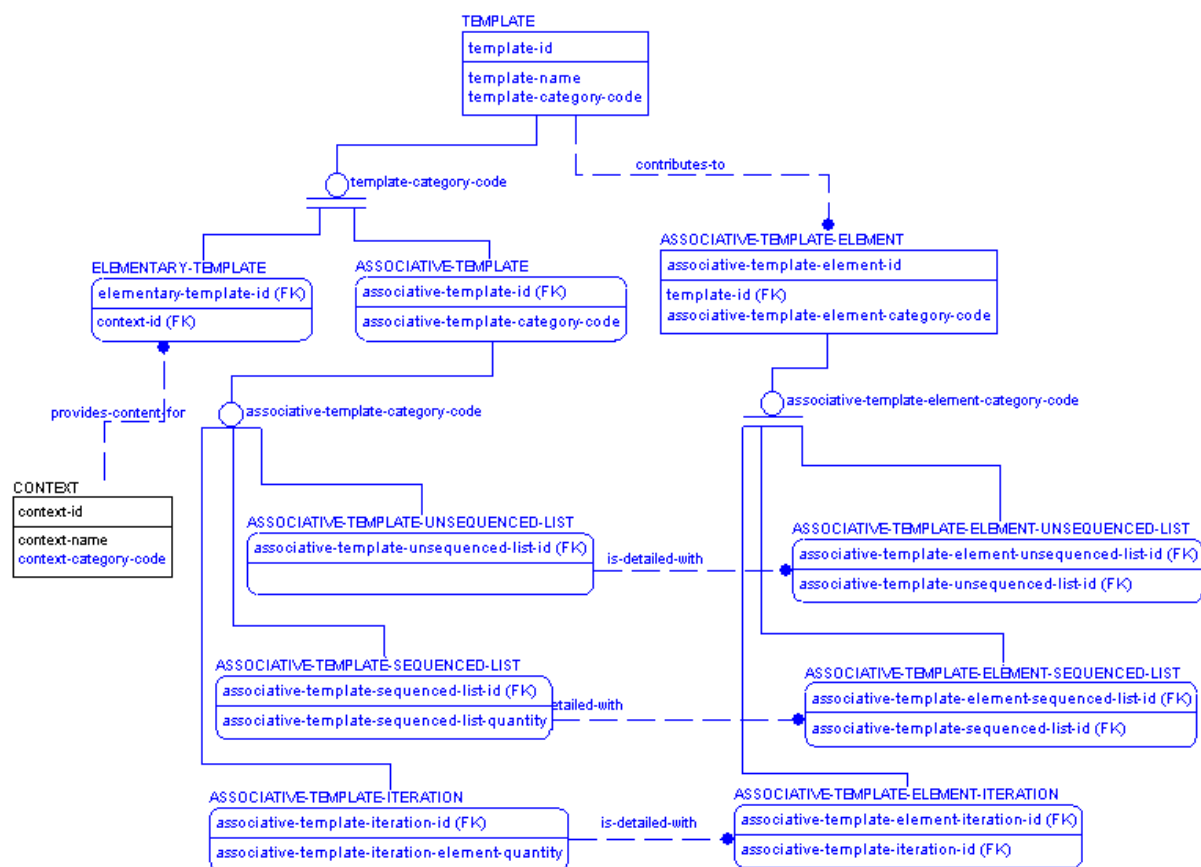 TEMPLATE
template-id
template-name
template-category-code
contributes-to
template-category-code
ELEMENTARY-TEMPLATE
elementary-template-id (FK)
context-id (FK)
ASSOCIATIVE-TEMPLATE
associative-template-id (FK)
associative-template-category-code
ASSOCIATIVE-TEMPLATE-ELEMENT
associative-template-element-id
template-id (FK)
associative-template-element-category-code
provides-content-for
associative-template-category-code
associative-template-element-category-code
CONTEXT
context-id
context-name
context-category-code
ASSOCIATIVE-TEMPLATE-UNSEQUENCED-LIST
associative-template-unsequenced-list-id (FK)
is-detailed-with
ASSOCIATIVE-TEMPLATE-ELEMENT-UNSEQUENCED-LIST
associative-template-element-unsequenced-list-id (FK)
associative-template-unsequenced-list-id (FK)
ASSOCIATIVE-TEMPLATE-SEQUENCED-LIST
associative-template-sequenced-list-id (FK)
associative-template-sequenced-list-quantity
etailed-with
ASSOCIATIVE-TEMPLATE-ELEMENT-SEQUENCED-LIST
associative-template-element-sequenced-list-id (FK)
associative-template-sequenced-list-id (FK)
ASSOCIATIVE-TEMPLATE-ITERATION
associative-template-iteration-id (FK)
associative-template-iteration-element-quantity
is-detailed-with
ASSOCIATIVE-TEMPLATE-ELEMENT-ITERATION
associative-template-element-iteration-id (FK)
associative-template-iteration-id (FK)